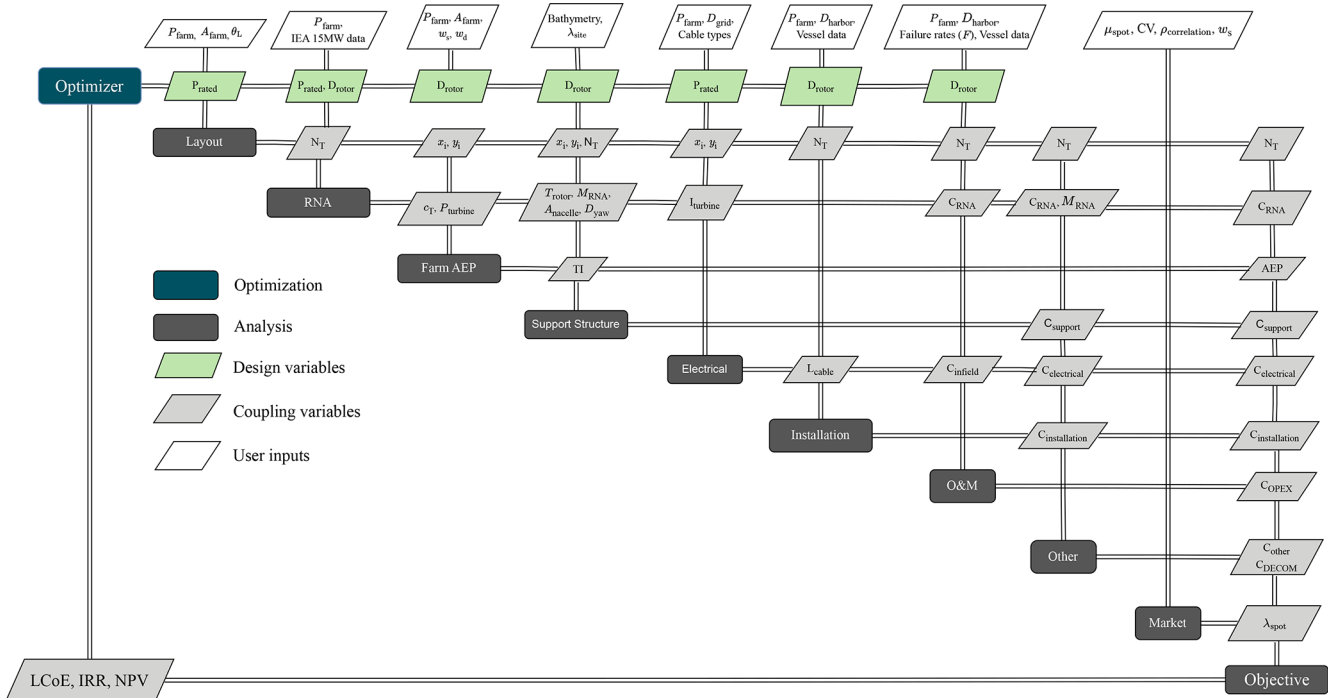 P_farm, A_farm, θ_L
P_farm,
IEA 15MW data
P_farm, A_farm,
w_s, w_d
Bathymetry,
λ_site
P_farm, D_grid,
Cable types
P_farm, D_harbor,
Vessel data
P_farm, D_harbor,
Failure rates (F), Vessel data
μ_spot, CV, ρ_correlation, w_s
Optimizer
P_rated
P_rated, D_rotor
D_rotor
D_rotor
P_rated
D_rotor
D_rotor
Layout
N_T
x_i, y_i
x_i, y_i, N_T
x_i, y_i
N_T
N_T
N_T
N_T
RNA
c_T, P_turbine
T_rotor, M_RNA,
A_nacelle, D_yaw
I_turbine
C_RNA
C_RNA, M_RNA
C_RNA
Farm AEP
TI
AEP
Optimization
Support Structure
C_support
C_support
Analysis
Electrical
L_cable
C_infield
C_electrical
C_electrical
Design variables
Coupling variables
Installation
C_installation
C_installation
User inputs
O&M
C_OPEX
Other
C_other
C_DECOM
Market
λ_spot
LCoE, IRR, NPV
Objective